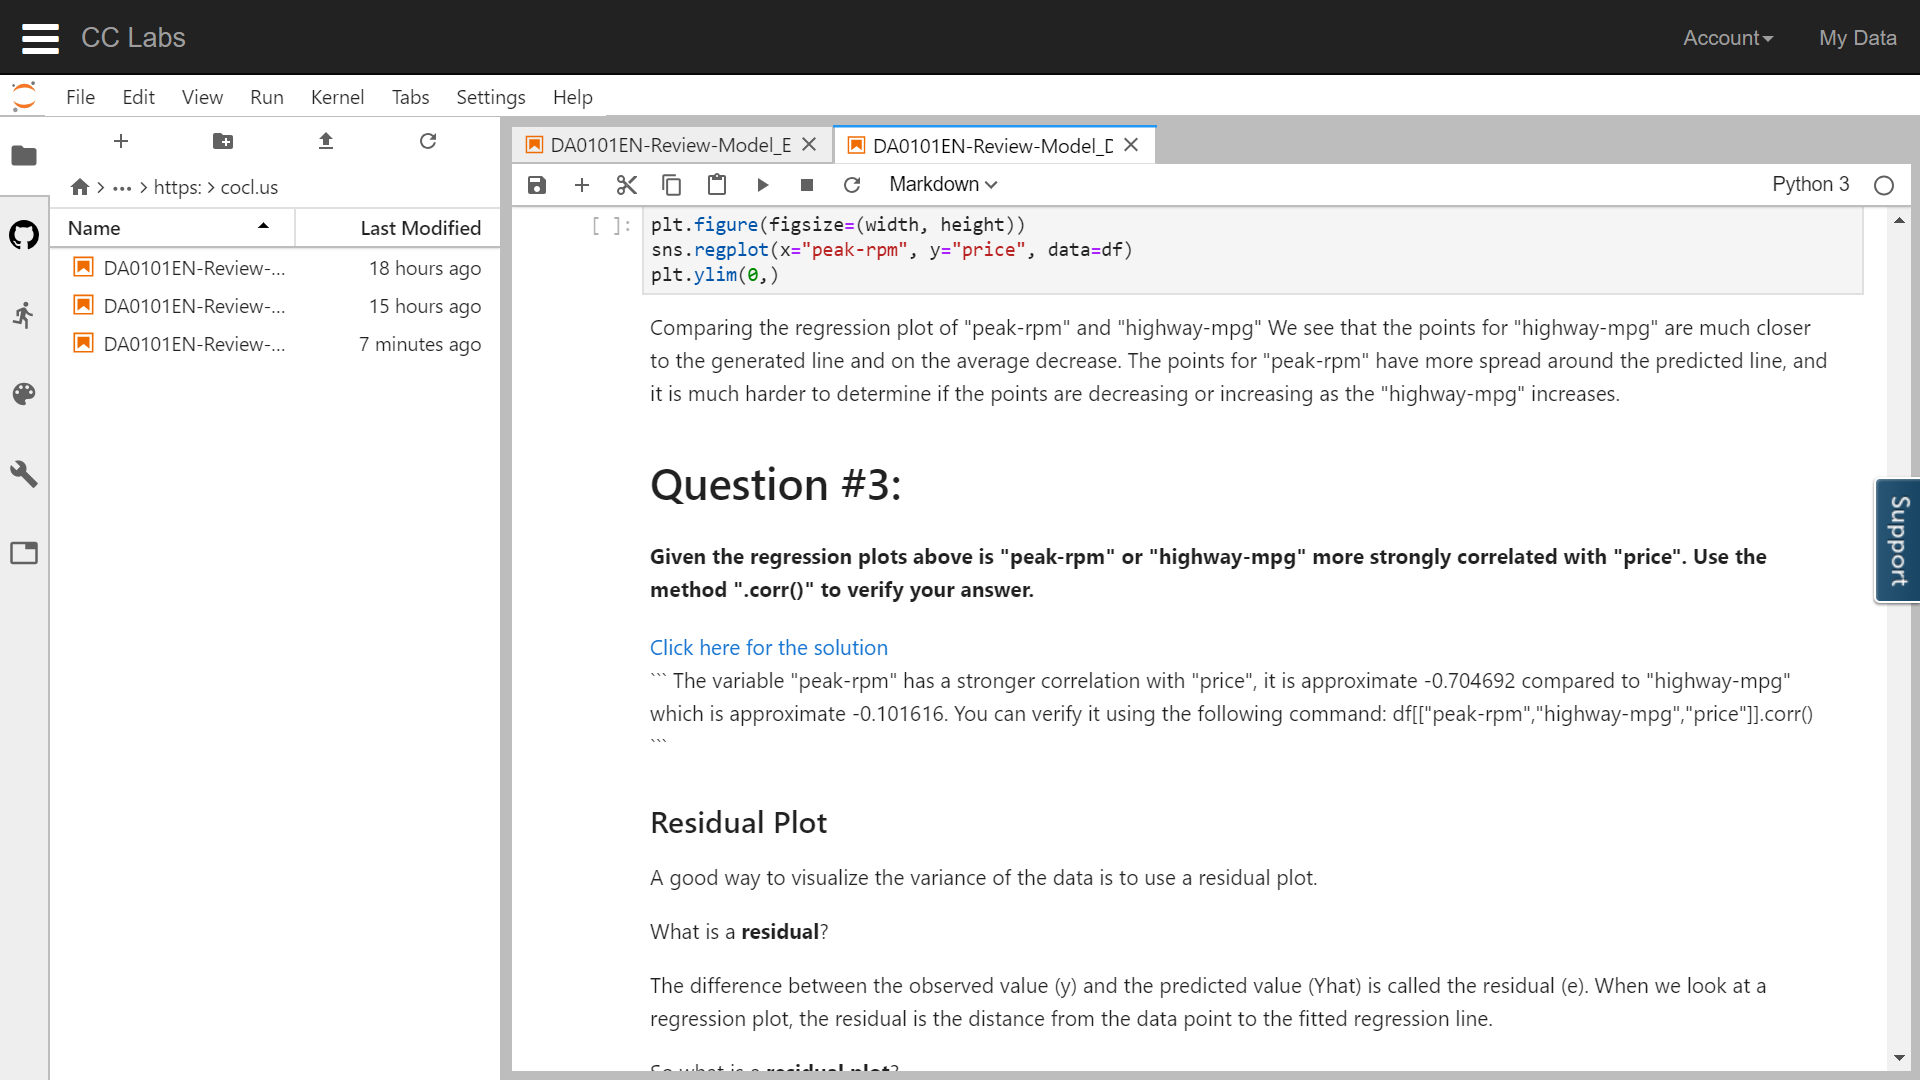 CC Labs
Account
My Data
File Edit View Run Kernel Tabs Settings Help
https: > cocl.us
Name
Last Modified
DA0101EN-Review-...
18 hours ago
DA0101EN-Review-...
15 hours ago
DA0101EN-Review-...
7 minutes ago
DA0101EN-Review-Model_E
DA0101EN-Review-Model_D
Markdown
Python 3
[ ]:
plt.figure(figsize=(width, height))
sns.regplot(x="peak-rpm", y="price", data=df)
plt.ylim(0,)
Comparing the regression plot of "peak-rpm" and "highway-mpg" We see that the points for "highway-mpg" are much closer
to the generated line and on the average decrease. The points for "peak-rpm" have more spread around the predicted line, and
it is much harder to determine if the points are decreasing or increasing as the "highway-mpg" increases.
Question #3:
Given the regression plots above is "peak-rpm" or "highway-mpg" more strongly correlated with "price". Use the
method ".corr()" to verify your answer.
Click here for the solution
``` The variable "peak-rpm" has a stronger correlation with "price", it is approximate -0.704692 compared to "highway-mpg"
which is approximate -0.101616. You can verify it using the following command: df[["peak-rpm","highway-mpg","price"]].corr()
```
Residual Plot
A good way to visualize the variance of the data is to use a residual plot.
What is a residual?
The difference between the observed value (y) and the predicted value (Yhat) is called the residual (e). When we look at a
regression plot, the residual is the distance from the data point to the fitted regression line.
So what is a residual plot?
Support